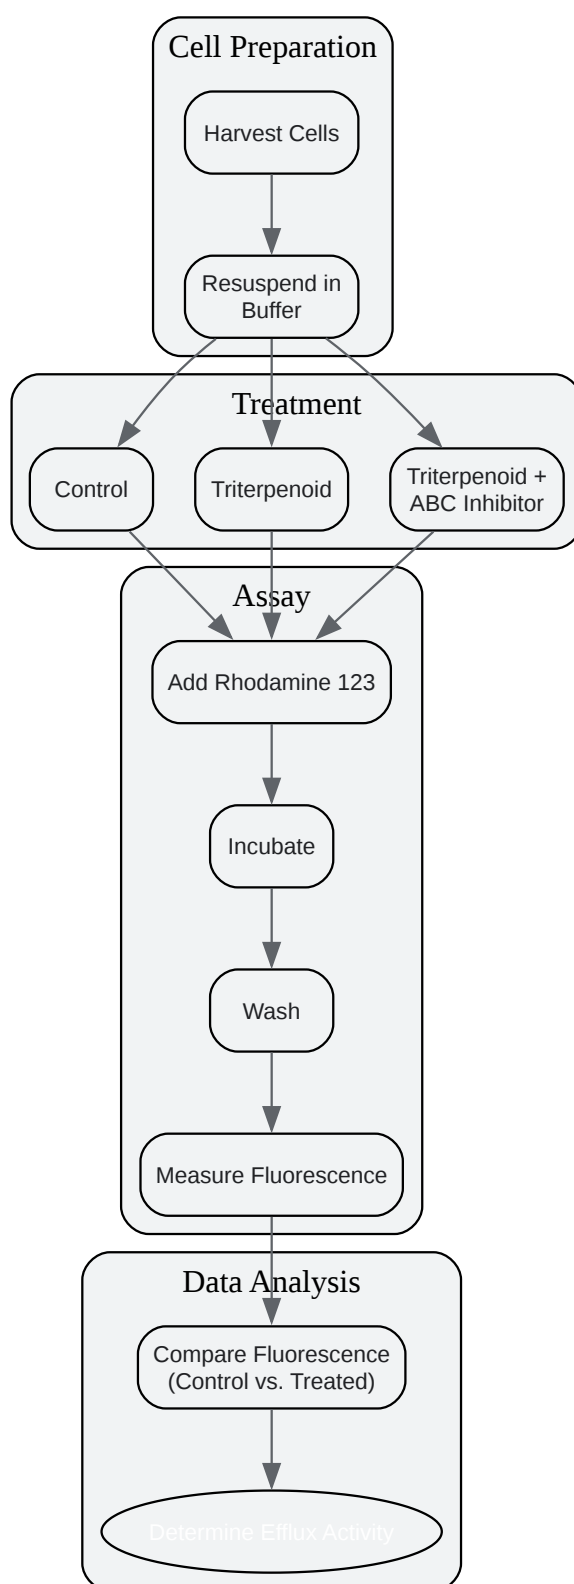 Cell Preparation
Harvest Cells
Resuspend in
Buffer
Treatment
Control
Triterpenoid
Triterpenoid +
ABC Inhibitor
Assay
Add Rhodamine 123
Incubate
Wash
Measure Fluorescence
Data Analysis
Compare Fluorescence
(Control vs. Treated)
Determine Efflux Activity